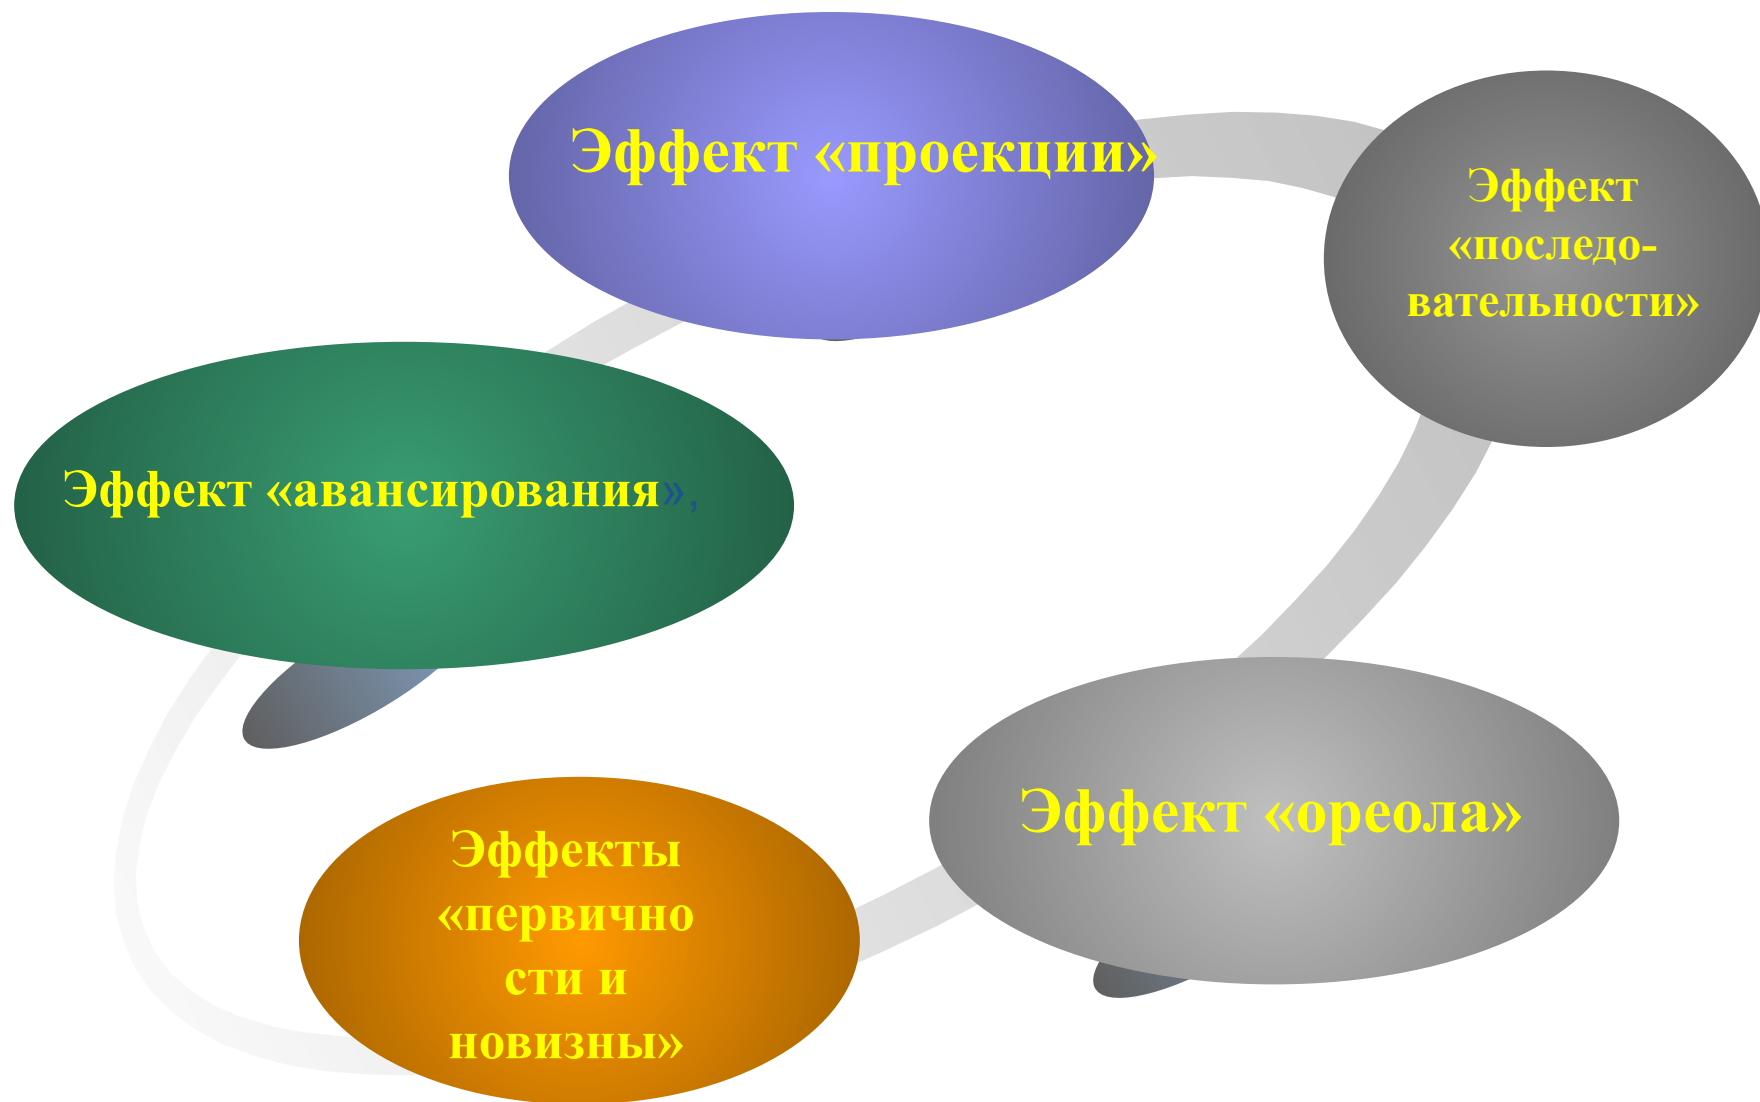 Эффект «проекции»
Эффект
«последо-
вательности»
Эффект «авансирования»,
Эффект «ореола»
Эффекты
«первично
сти и
новизны»